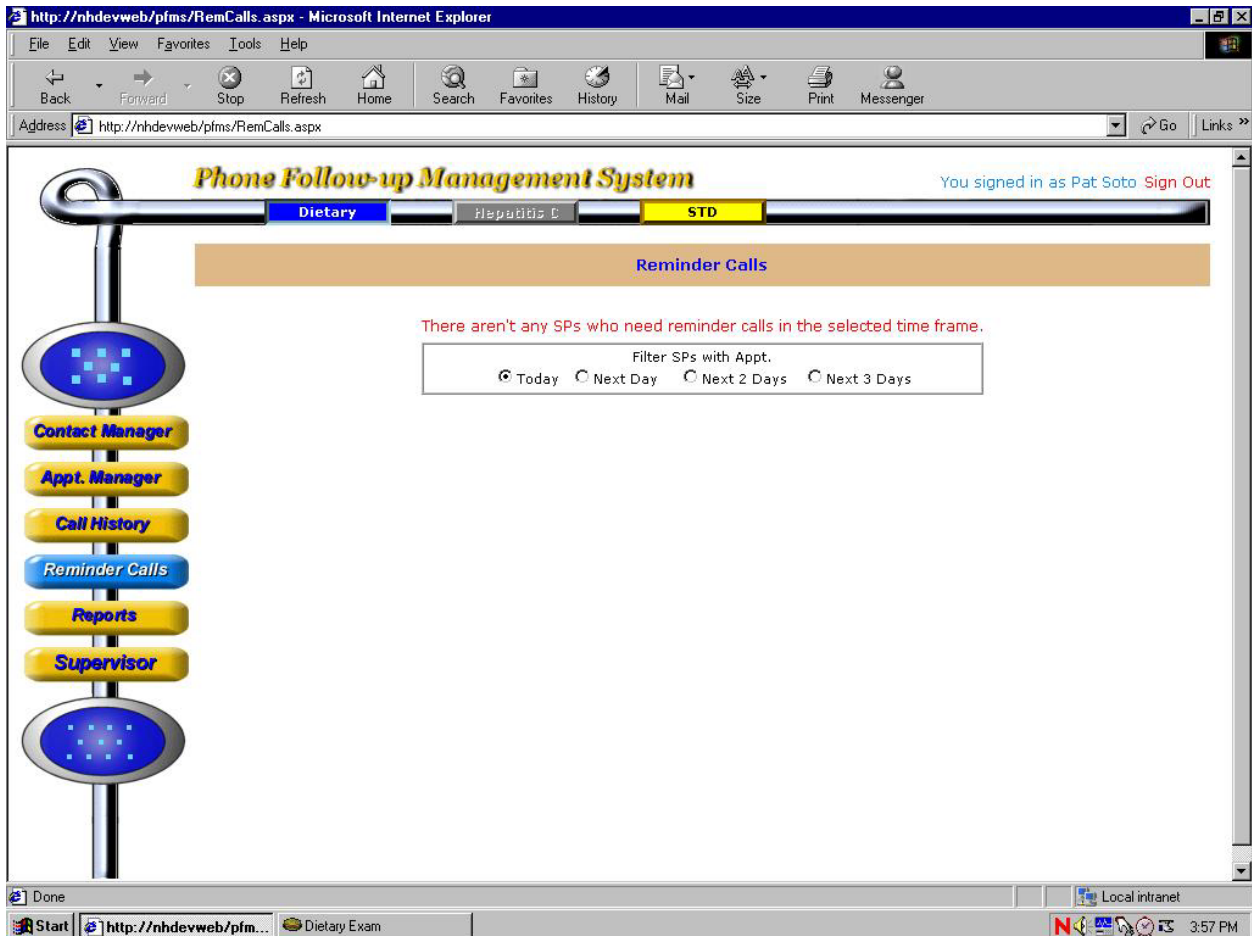 http://nhdevweb/pfms/RemCalls.aspx - Microsoft Internet Explorer
File Edit View Favorites Tools Help
Back Forward Stop Refresh Home Search Favorites History Mail Size Print Messenger
Address http://nhdevweb/pfms/RemCalls.aspx Go Links »
Phone Follow-up Management System
You signed in as Pat Soto Sign Out
Dietary Hepatitis C STD
Reminder Calls
There aren't any SPs who need reminder calls in the selected time frame.
Filter SPs with Appt.
Today Next Day Next 2 Days Next 3 Days
Contact Manager
Appt. Manager
Call History
Reminder Calls
Reports
Supervisor
Done Local intranet
Start http://nhdevweb/pfm... Dietary Exam N 3:57 PM